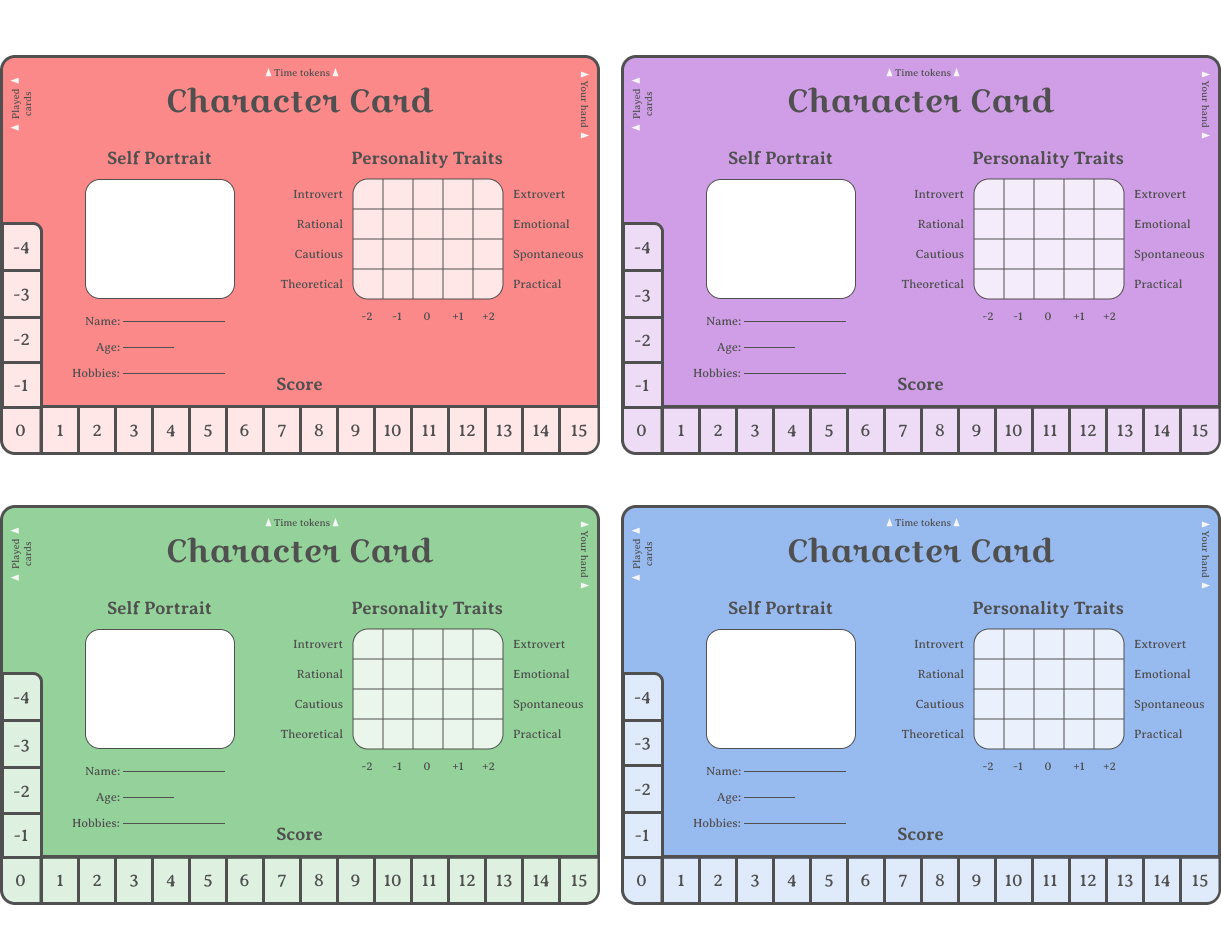 Time tokens
Played cards
Your hand
Character Card
Self Portrait
Personality Traits
Introvert Extrovert
Rational Emotional
Cautious Spontaneous
Theoretical Practical
-2 -1 0 +1 +2
Name:
Age:
Hobbies:
Score
-4
-3
-2
-1
0 1 2 3 4 5 6 7 8 9 10 11 12 13 14 15
Time tokens
Played cards
Your hand
Character Card
Self Portrait
Personality Traits
Introvert Extrovert
Rational Emotional
Cautious Spontaneous
Theoretical Practical
-2 -1 0 +1 +2
Name:
Age:
Hobbies:
Score
-4
-3
-2
-1
0 1 2 3 4 5 6 7 8 9 10 11 12 13 14 15
Time tokens
Played cards
Your hand
Character Card
Self Portrait
Personality Traits
Introvert Extrovert
Rational Emotional
Cautious Spontaneous
Theoretical Practical
-2 -1 0 +1 +2
Name:
Age:
Hobbies:
Score
-4
-3
-2
-1
0 1 2 3 4 5 6 7 8 9 10 11 12 13 14 15
Time tokens
Played cards
Your hand
Character Card
Self Portrait
Personality Traits
Introvert Extrovert
Rational Emotional
Cautious Spontaneous
Theoretical Practical
-2 -1 0 +1 +2
Name:
Age:
Hobbies:
Score
-4
-3
-2
-1
0 1 2 3 4 5 6 7 8 9 10 11 12 13 14 15